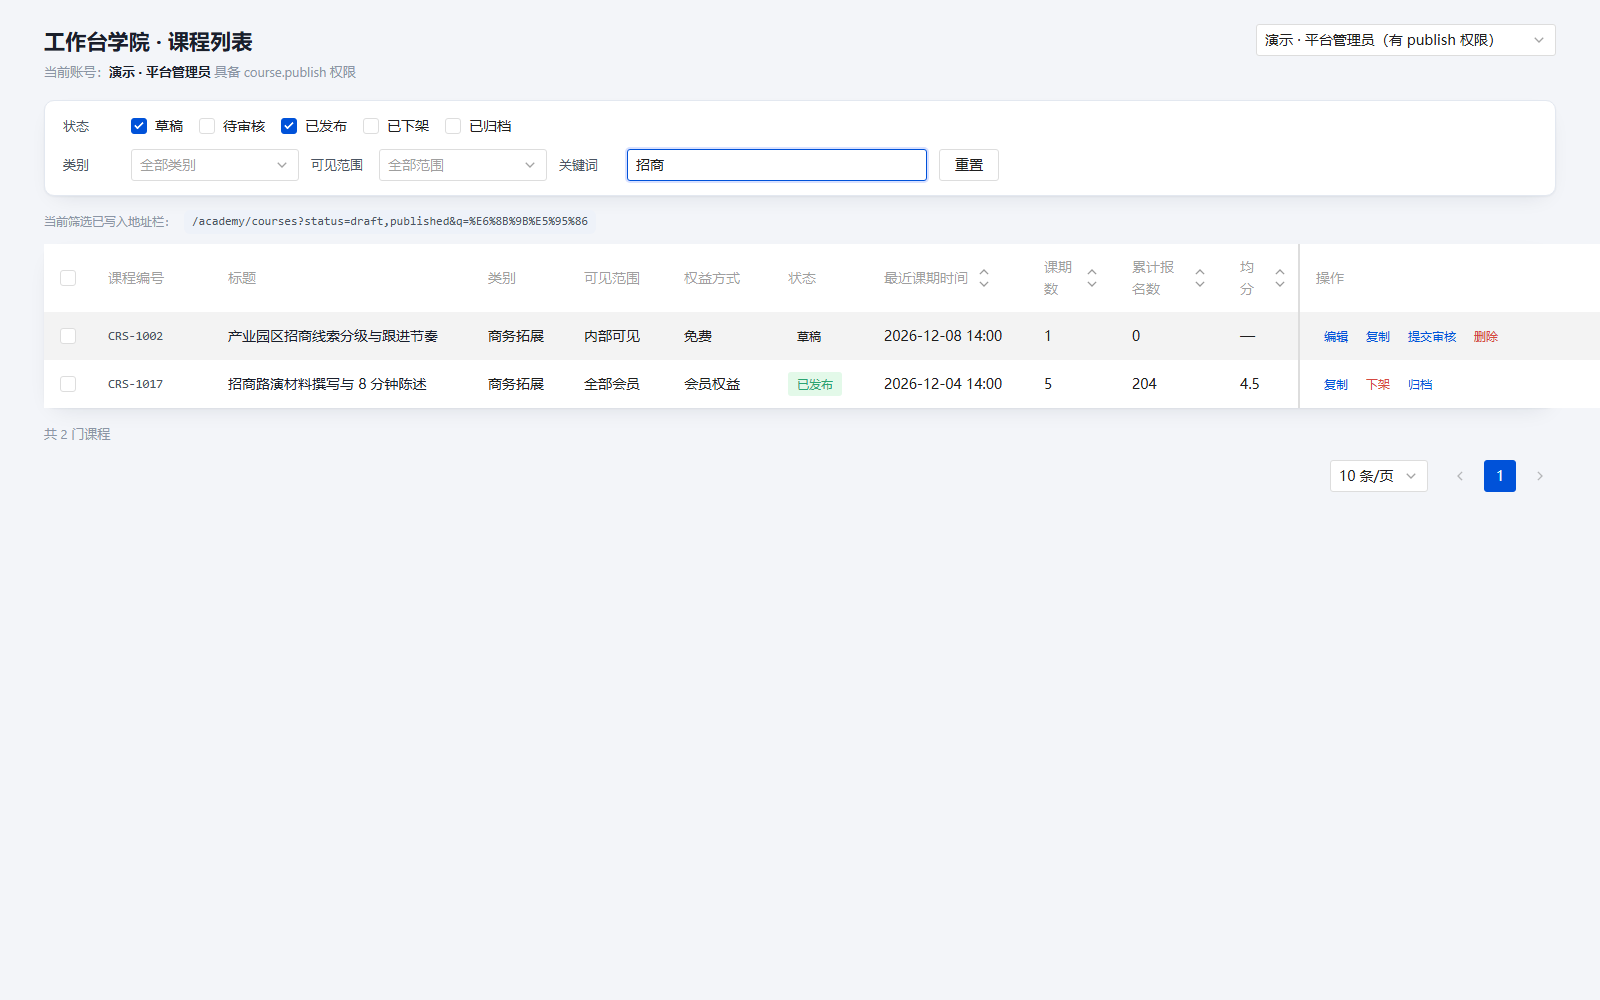 工作台学院 · 课程列表
演示 · 平台管理员（有 publish 权限）
当前账号：演示 · 平台管理员 具备 course.publish 权限
状态 草稿 待审核 已发布 已下架 已归档
类别 全部类别 可见范围 全部范围 关键词 招商 重置
当前筛选已写入地址栏： /academy/courses?status=draft,published&q=%E6%8B%9B%E5%95%86
课程编号 标题 类别 可见范围 权益方式 状态 最近课期时间 课期数 累计报名数 均分 操作
CRS-1002 产业园区招商线索分级与跟进节奏 商务拓展 内部可见 免费 草稿 2026-12-08 14:00 1 0 — 编辑 复制 提交审核 删除
CRS-1017 招商路演材料撰写与 8 分钟陈述 商务拓展 全部会员 会员权益 已发布 2026-12-04 14:00 5 204 4.5 复制 下架 归档
共 2 门课程
10 条/页 1